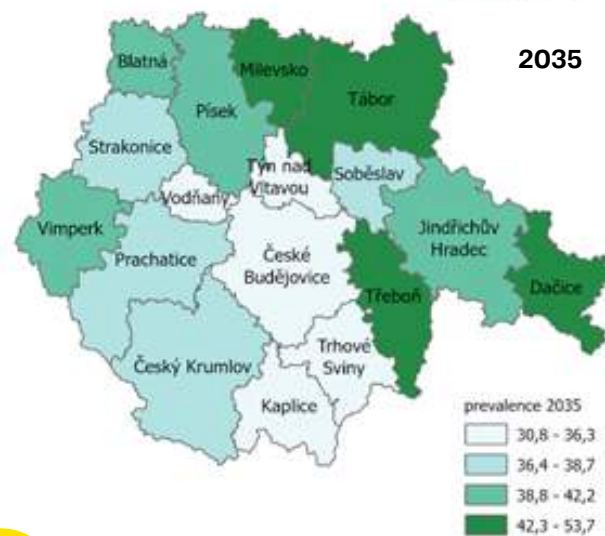 2035
Blatná
Milevsko
Tábor
Písek
Strakonice
Týn nad
Vltavou
Soběslav
Vodňany
Vimperk
Jindřichův
Hradec
Prachatice
České
Budějovice
Třeboň
Dačice
Trhové
Sviny
Český Krumlov
Kaplice
prevalence 2035
30,8 - 36,3
36,4 - 38,7
38,8 - 42,2
42,3 - 53,7